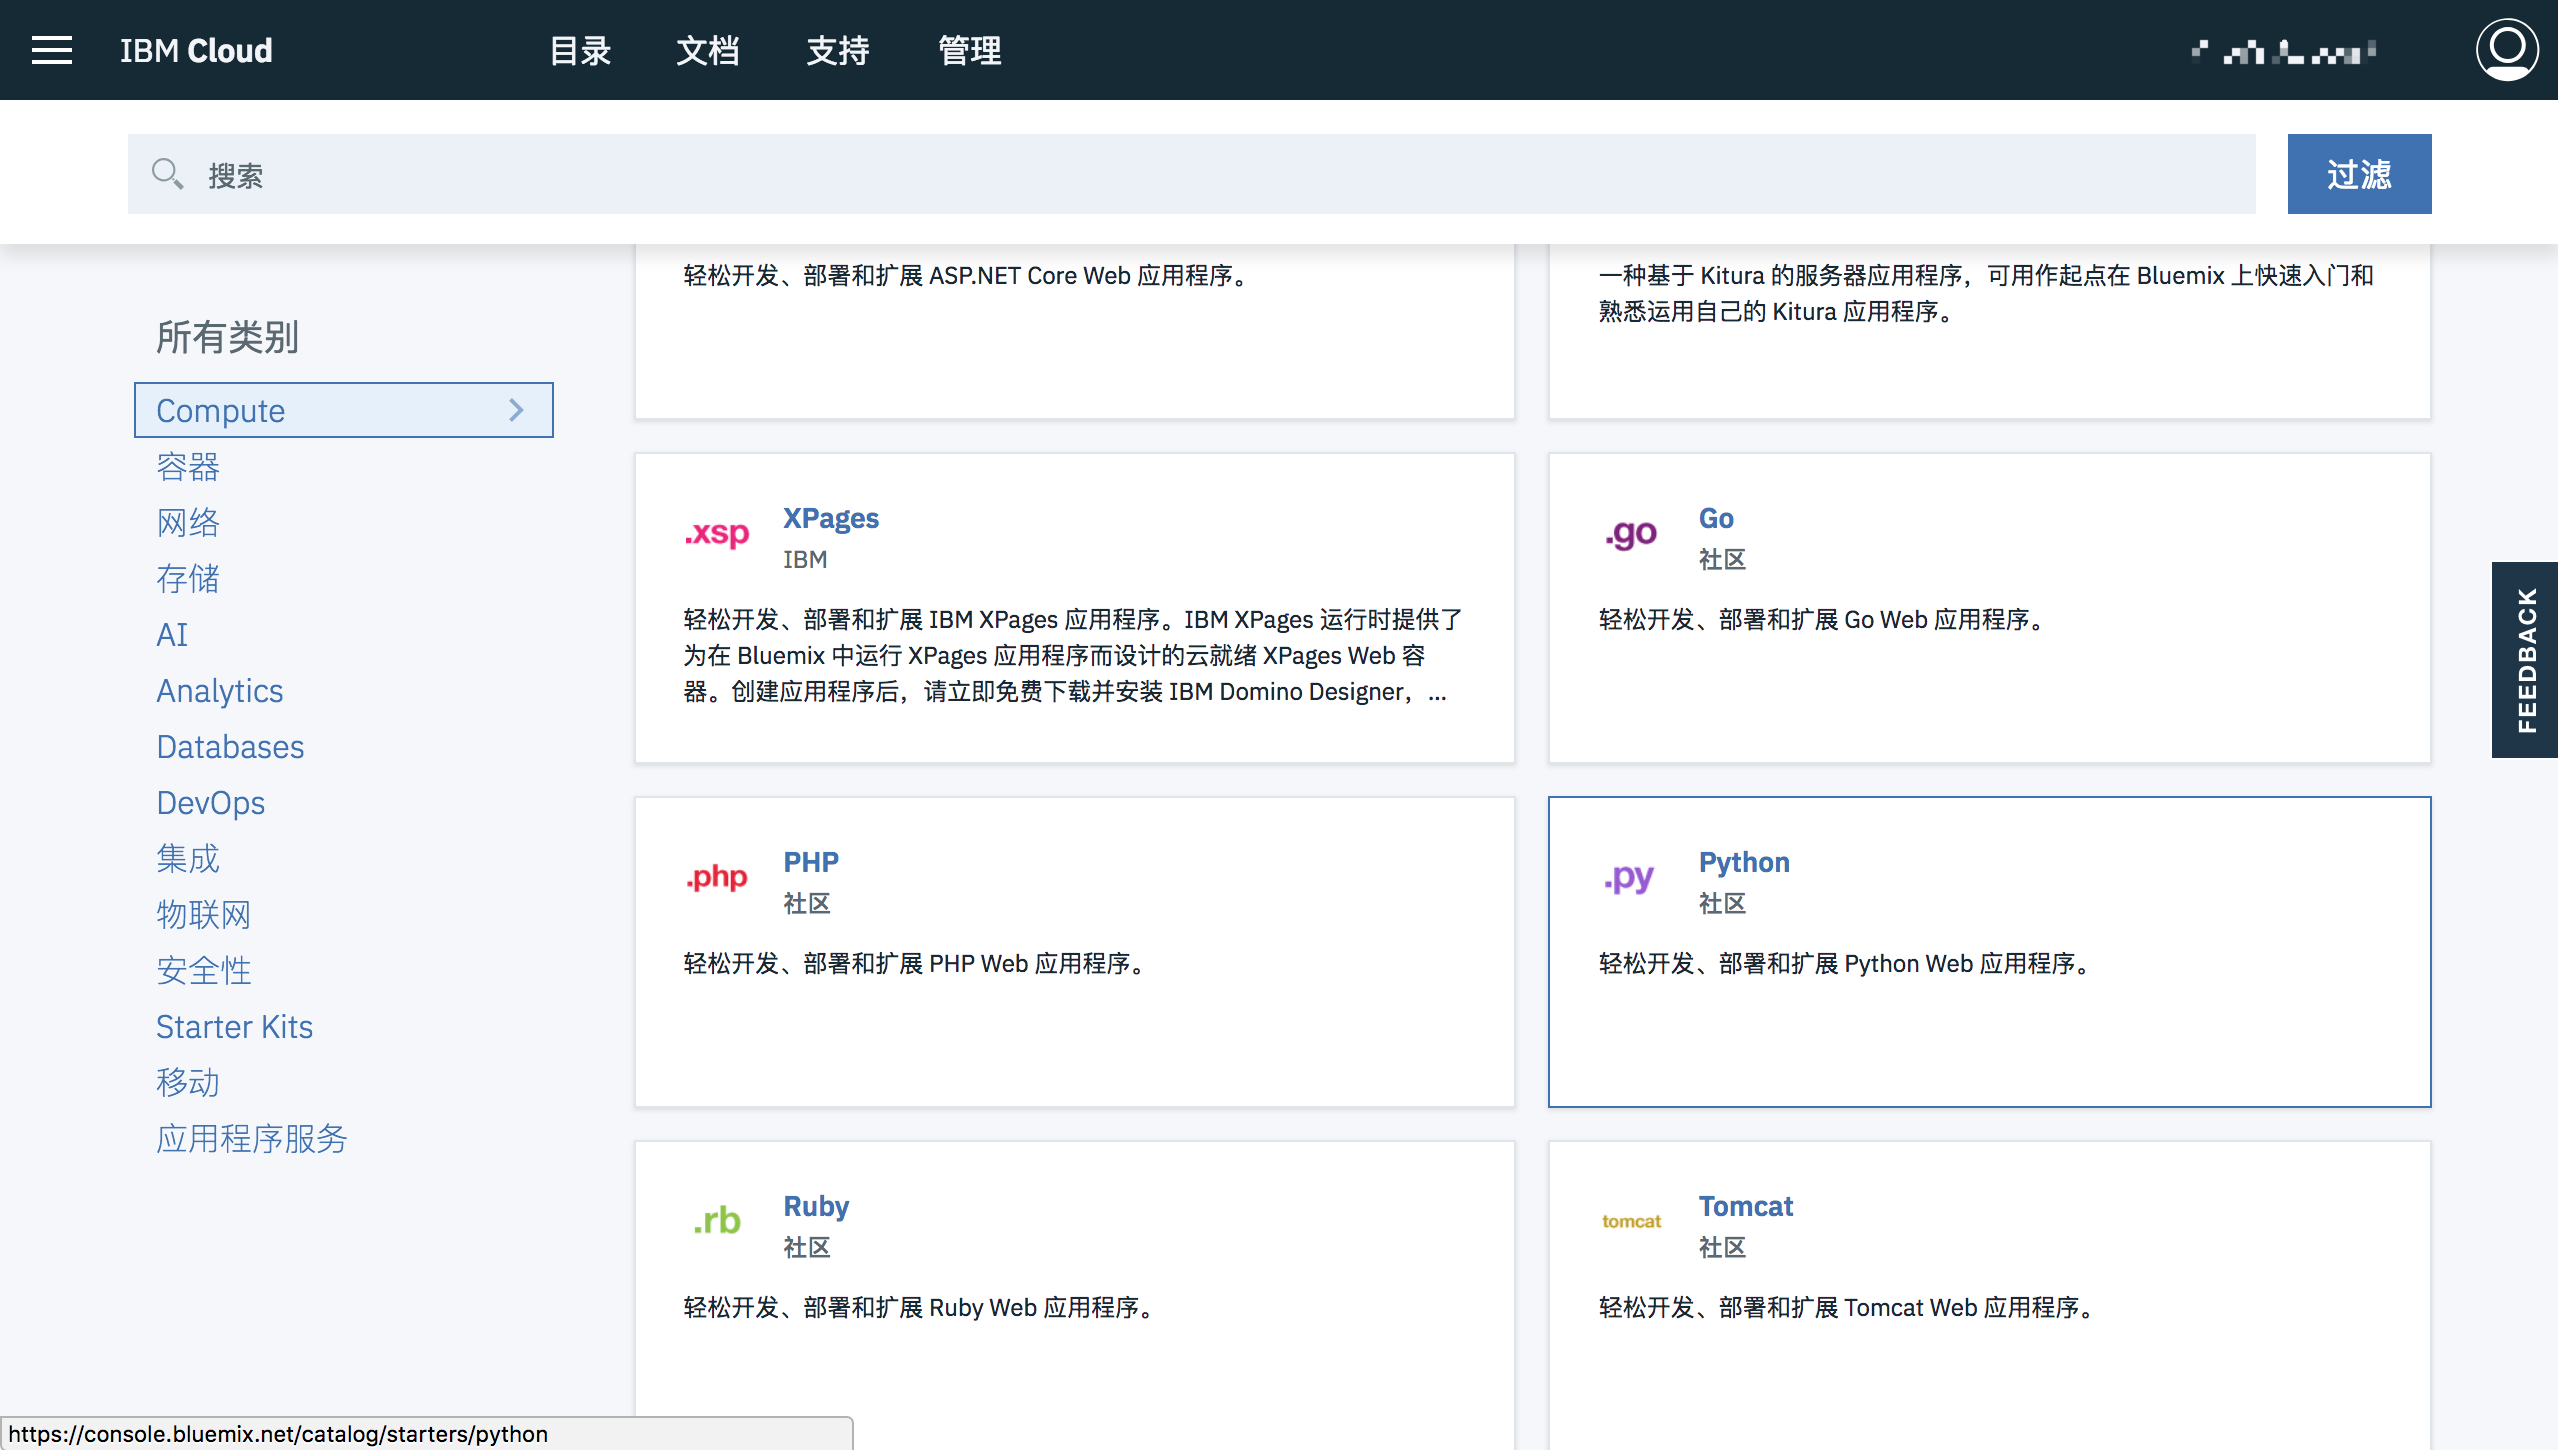 IBM Cloud
目录
文档
支持
管理
搜索
过滤
所有类别
Compute
容器
网络
存储
AI
Analytics
Databases
DevOps
集成
物联网
安全性
Starter Kits
移动
应用程序服务
轻松开发、部署和扩展 ASP.NET Core Web 应用程序。
一种基于 Kitura 的服务器应用程序，可用作起点在 Bluemix 上快速入门和
熟悉运用自己的 Kitura 应用程序。
.xsp
XPages
IBM
轻松开发、部署和扩展 IBM XPages 应用程序。IBM XPages 运行时提供了
为在 Bluemix 中运行 XPages 应用程序而设计的云就绪 XPages Web 容
器。创建应用程序后，请立即免费下载并安装 IBM Domino Designer，...
.go
Go
社区
轻松开发、部署和扩展 Go Web 应用程序。
.php
PHP
社区
轻松开发、部署和扩展 PHP Web 应用程序。
.py
Python
社区
轻松开发、部署和扩展 Python Web 应用程序。
.rb
Ruby
社区
轻松开发、部署和扩展 Ruby Web 应用程序。
tomcat
Tomcat
社区
轻松开发、部署和扩展 Tomcat Web 应用程序。
FEEDBACK
https://console.bluemix.net/catalog/starters/python